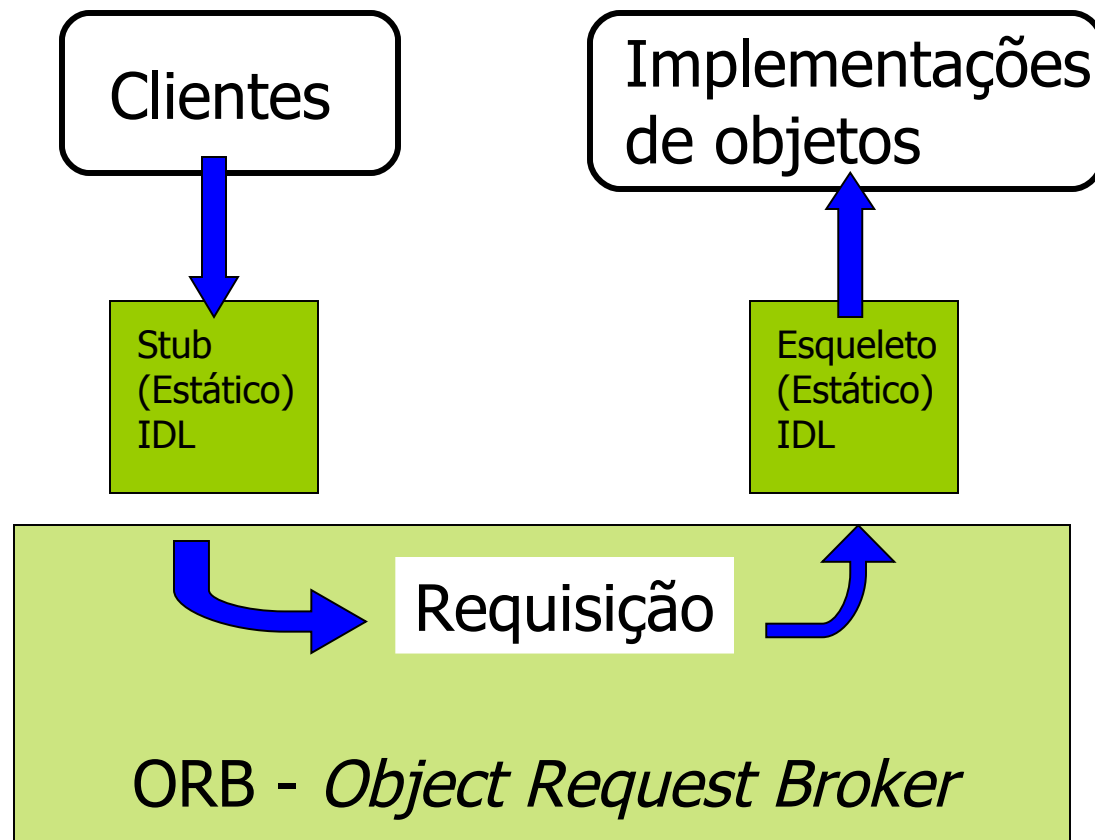 Clientes
Implementações
de objetos
Stub
(Estático)
IDL
Esqueleto
(Estático)
IDL
Requisição
ORB - Object Request Broker